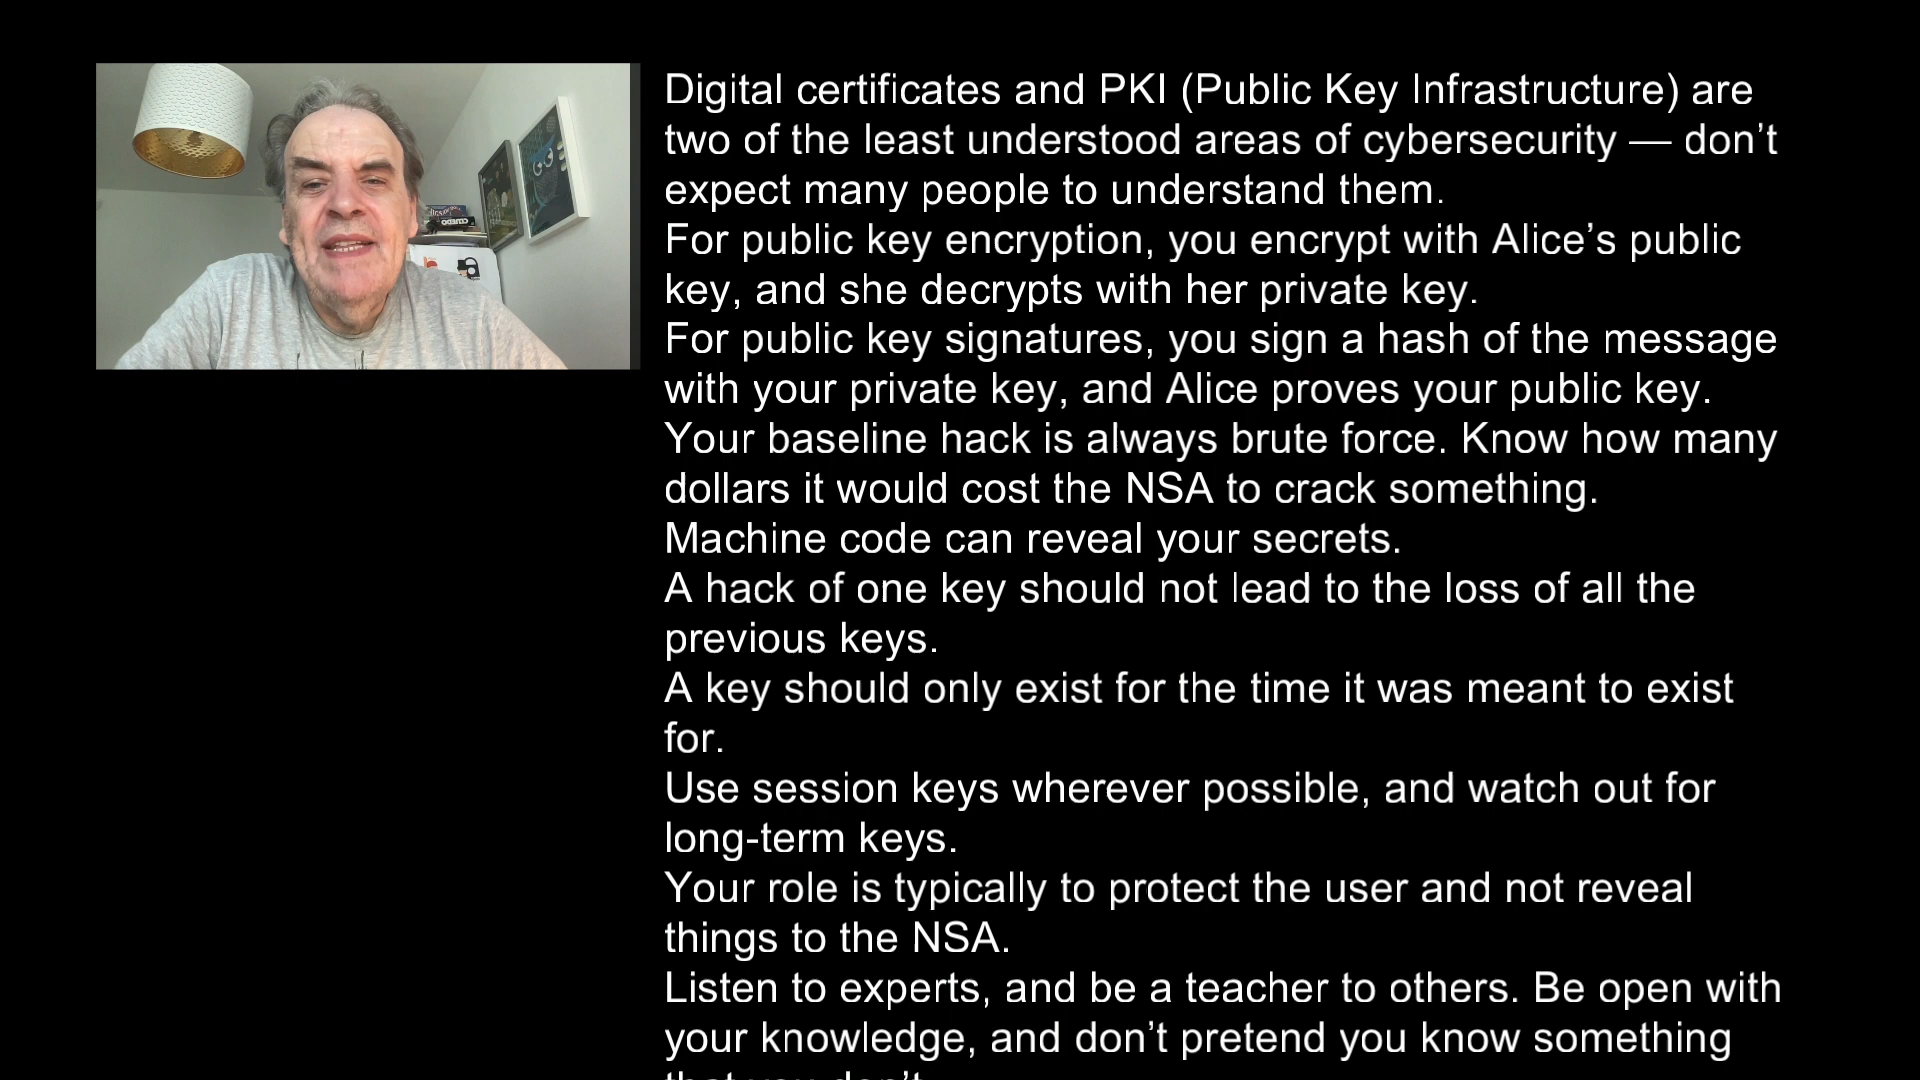 Digital certificates and PKI (Public Key Infrastructure) are
two of the least understood areas of cybersecurity — don’t
expect many people to understand them.
For public key encryption, you encrypt with Alice’s public
key, and she decrypts with her private key.
For public key signatures, you sign a hash of the message
with your private key, and Alice proves your public key.
Your baseline hack is always brute force. Know how many
dollars it would cost the NSA to crack something.
Machine code can reveal your secrets.
A hack of one key should not lead to the loss of all the
previous keys.
A key should only exist for the time it was meant to exist
for.
Use session keys wherever possible, and watch out for
long-term keys.
Your role is typically to protect the user and not reveal
things to the NSA.
Listen to experts, and be a teacher to others. Be open with
your knowledge, and don’t pretend you know something
that you don’t